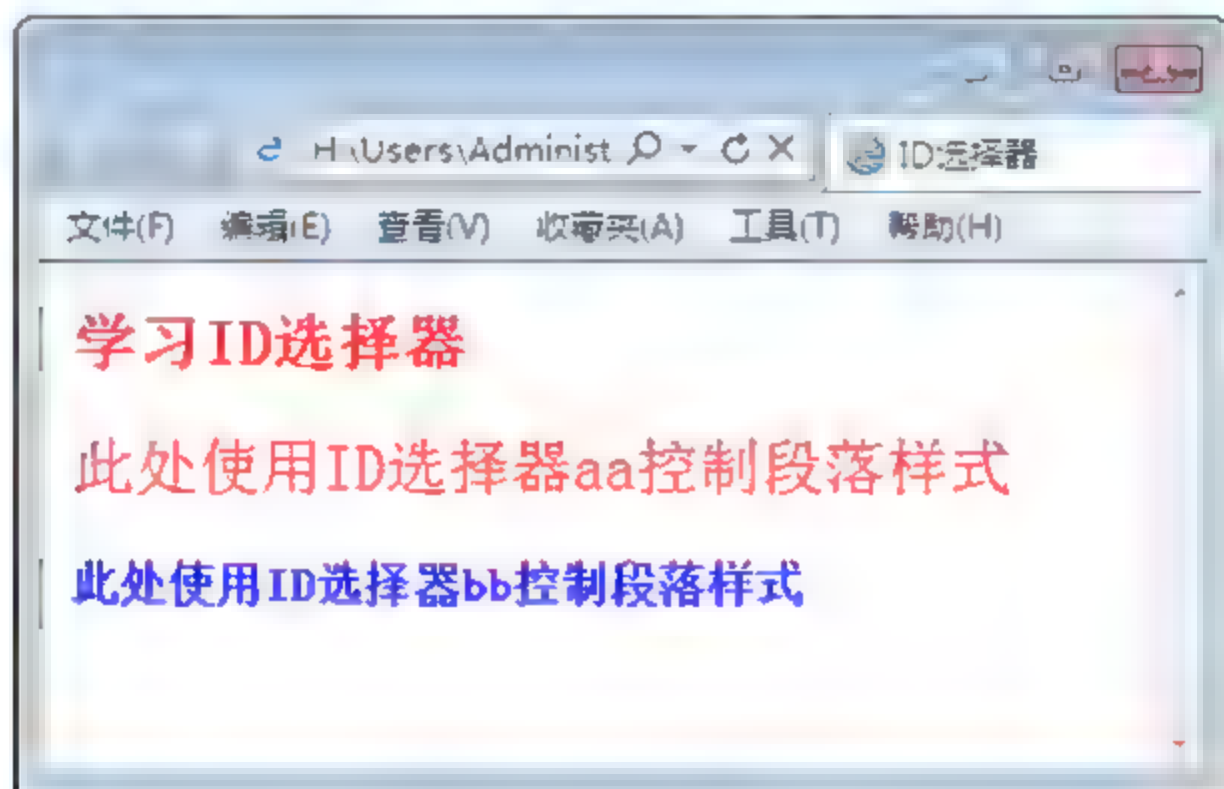 H:\Users\Administ
ID选择器
文件(F) 编辑(E) 查看(V) 收藏夹(A) 工具(T) 帮助(H)
学习ID选择器
此处使用ID选择器aa控制段落样式
此处使用ID选择器bb控制段落样式